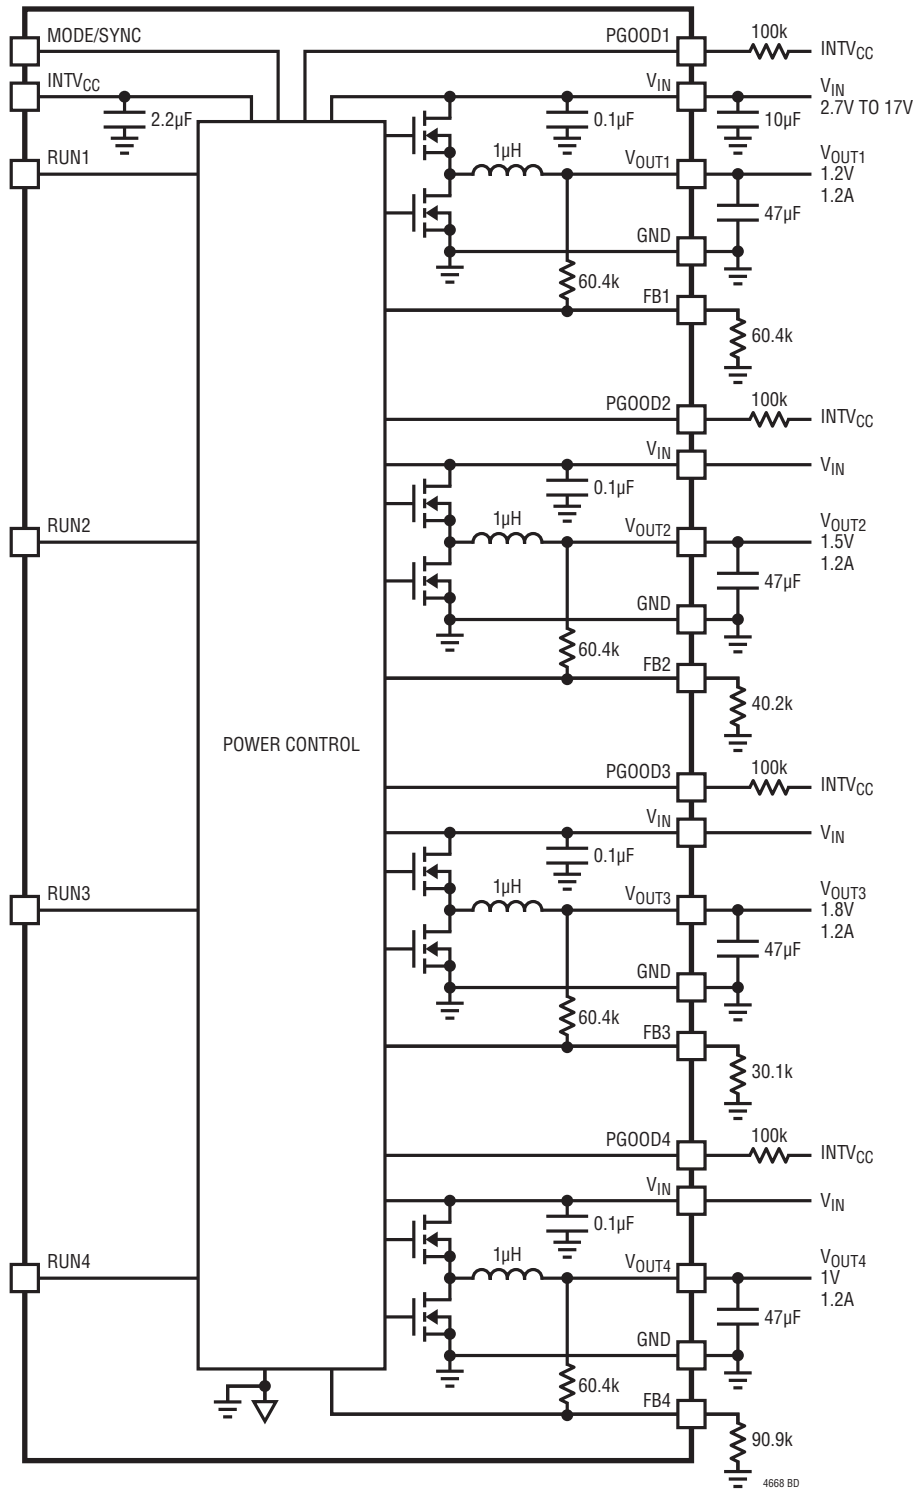 MODE/SYNC
PGOOD1
100k
INTVCC
INTVCC
2.2µF
VIN
0.1µF
10µF
VIN
2.7V TO 17V
RUN1
1µH
VOUT1
VOUT1
1.2V
1.2A
47µF
GND
60.4k
FB1
60.4k
PGOOD2
100k
INTVCC
VIN
0.1µF
VIN
RUN2
1µH
VOUT2
VOUT2
1.5V
1.2A
47µF
GND
60.4k
FB2
40.2k
POWER CONTROL
PGOOD3
100k
INTVCC
VIN
0.1µF
VIN
RUN3
1µH
VOUT3
VOUT3
1.8V
1.2A
47µF
GND
60.4k
FB3
30.1k
PGOOD4
100k
INTVCC
VIN
0.1µF
VIN
RUN4
1µH
VOUT4
VOUT4
1V
1.2A
47µF
GND
60.4k
FB4
90.9k
4668 BD